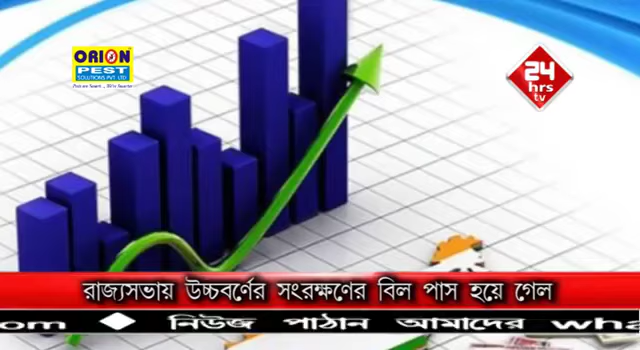 ORION
PEST
SOLUTIONS PVT. LTD.
24
hrs
tv
রাজ্যসভায় উচ্চবর্ণের সংরক্ষণের বিল পাস হয়ে গেল
om ◆ নিউজ পাঠান আমাদের wha